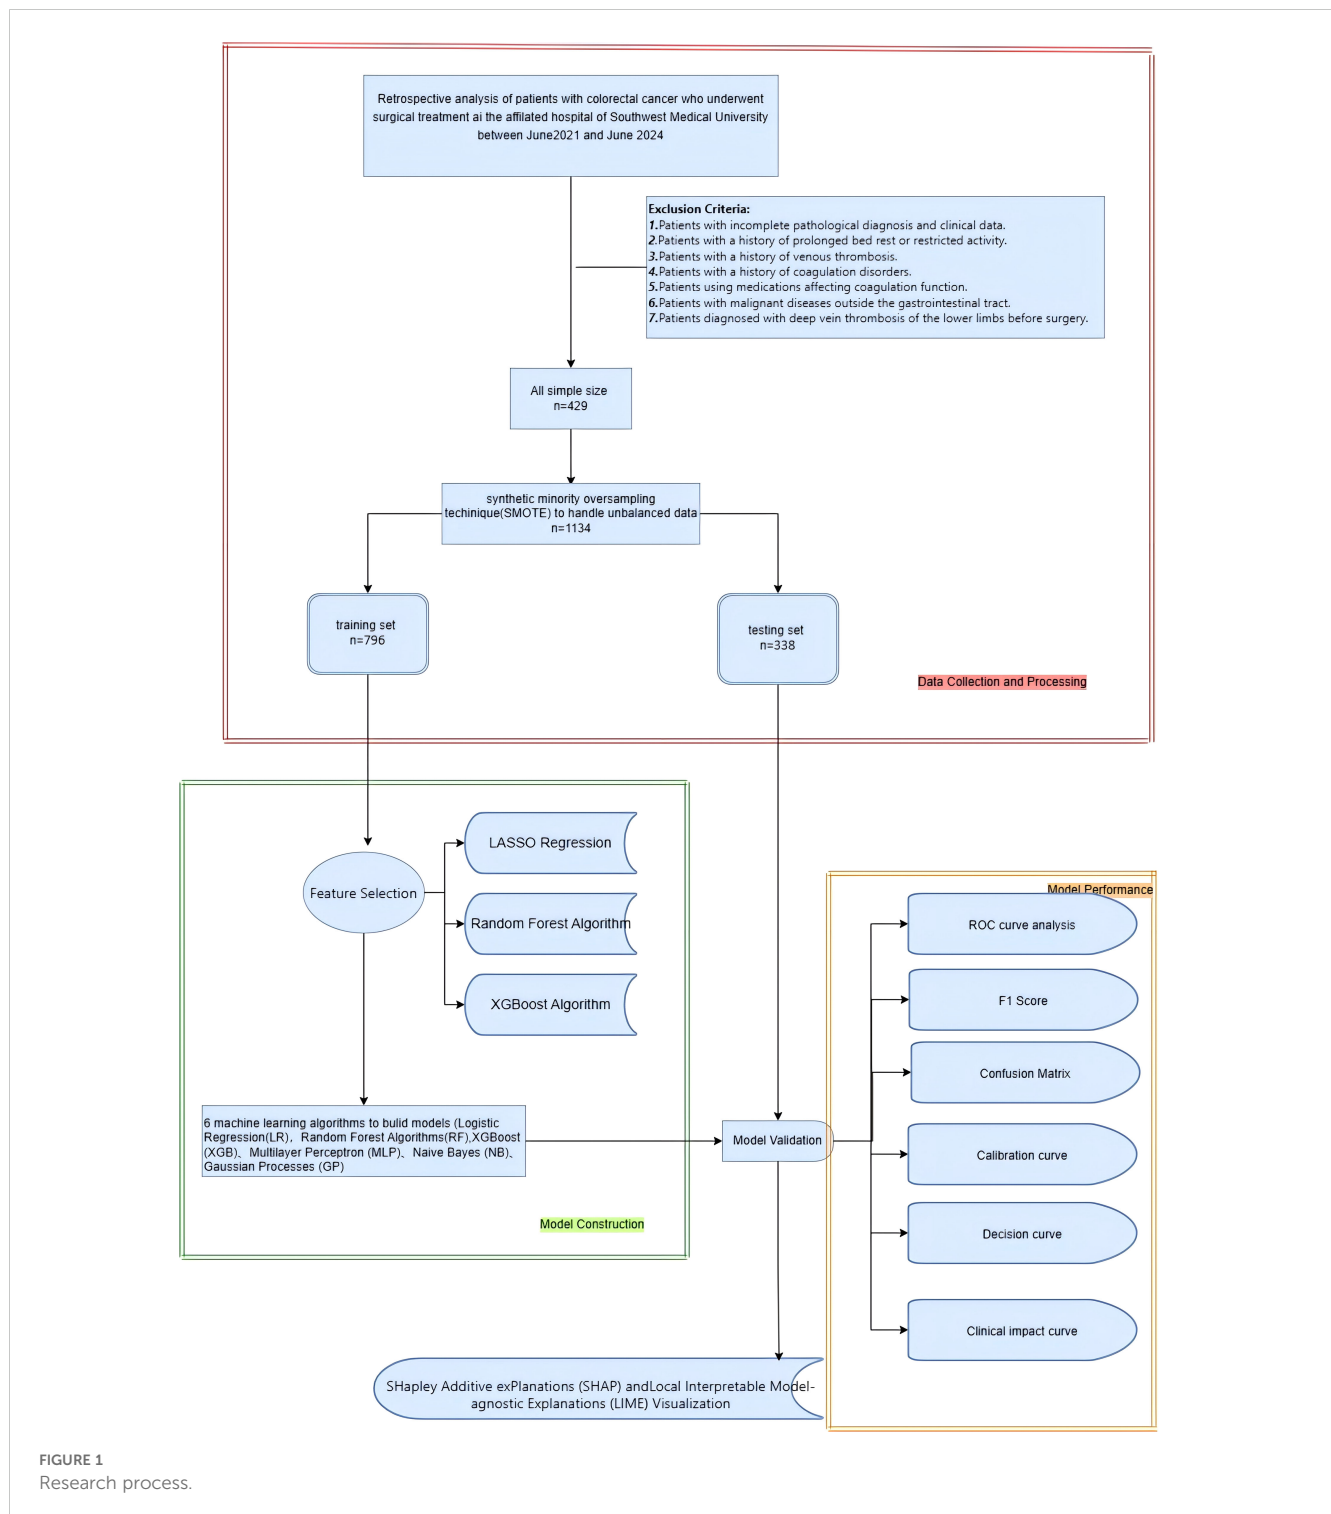 Retrospective analysis of patients with colorectal cancer who underwent
surgical treatment ai the affilated hospital of Southwest Medical University
between June2021 and June 2024
Exclusion Criteria:
1.Patients with incomplete pathological diagnosis and clinical data.
2.Patients with a history of prolonged bed rest or restricted activity.
3.Patients with a history of venous thrombosis.
4.Patients with a history of coagulation disorders.
5.Patients using medications affecting coagulation function.
6.Patients with malignant diseases outside the gastrointestinal tract.
7.Patients diagnosed with deep vein thrombosis of the lower limbs before surgery.
All simple size
n=429
synthetic minority oversampling
techinique(SMOTE) to handle unbalanced data
n=1134
training set
n=796
testing set
n=338
Data Collection and Processing
Feature Selection
LASSO Regression
Random Forest Algorithm
XGBoost Algorithm
6 machine learning algorithms to bulid models (Logistic
Regression(LR)，Random Forest Algorithms(RF),XGBoost
(XGB)、Multilayer Perceptron (MLP)、Naive Bayes (NB)、
Gaussian Processes (GP)
Model Construction
Model Validation
Model Performance
ROC curve analysis
F1 Score
Confusion Matrix
Calibration curve
Decision curve
Clinical impact curve
SHapley Additive exPlanations (SHAP) andLocal Interpretable Model-
agnostic Explanations (LIME) Visualization
FIGURE 1
Research process.